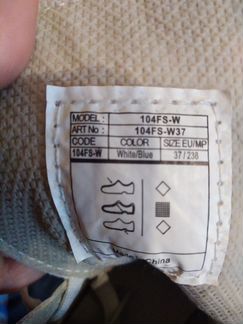 MODEL : 104FS-W
ART No : 104FS-W37
CODE COLOR SIZE EU/MP
104FS-W White/Blue 37 / 238
China